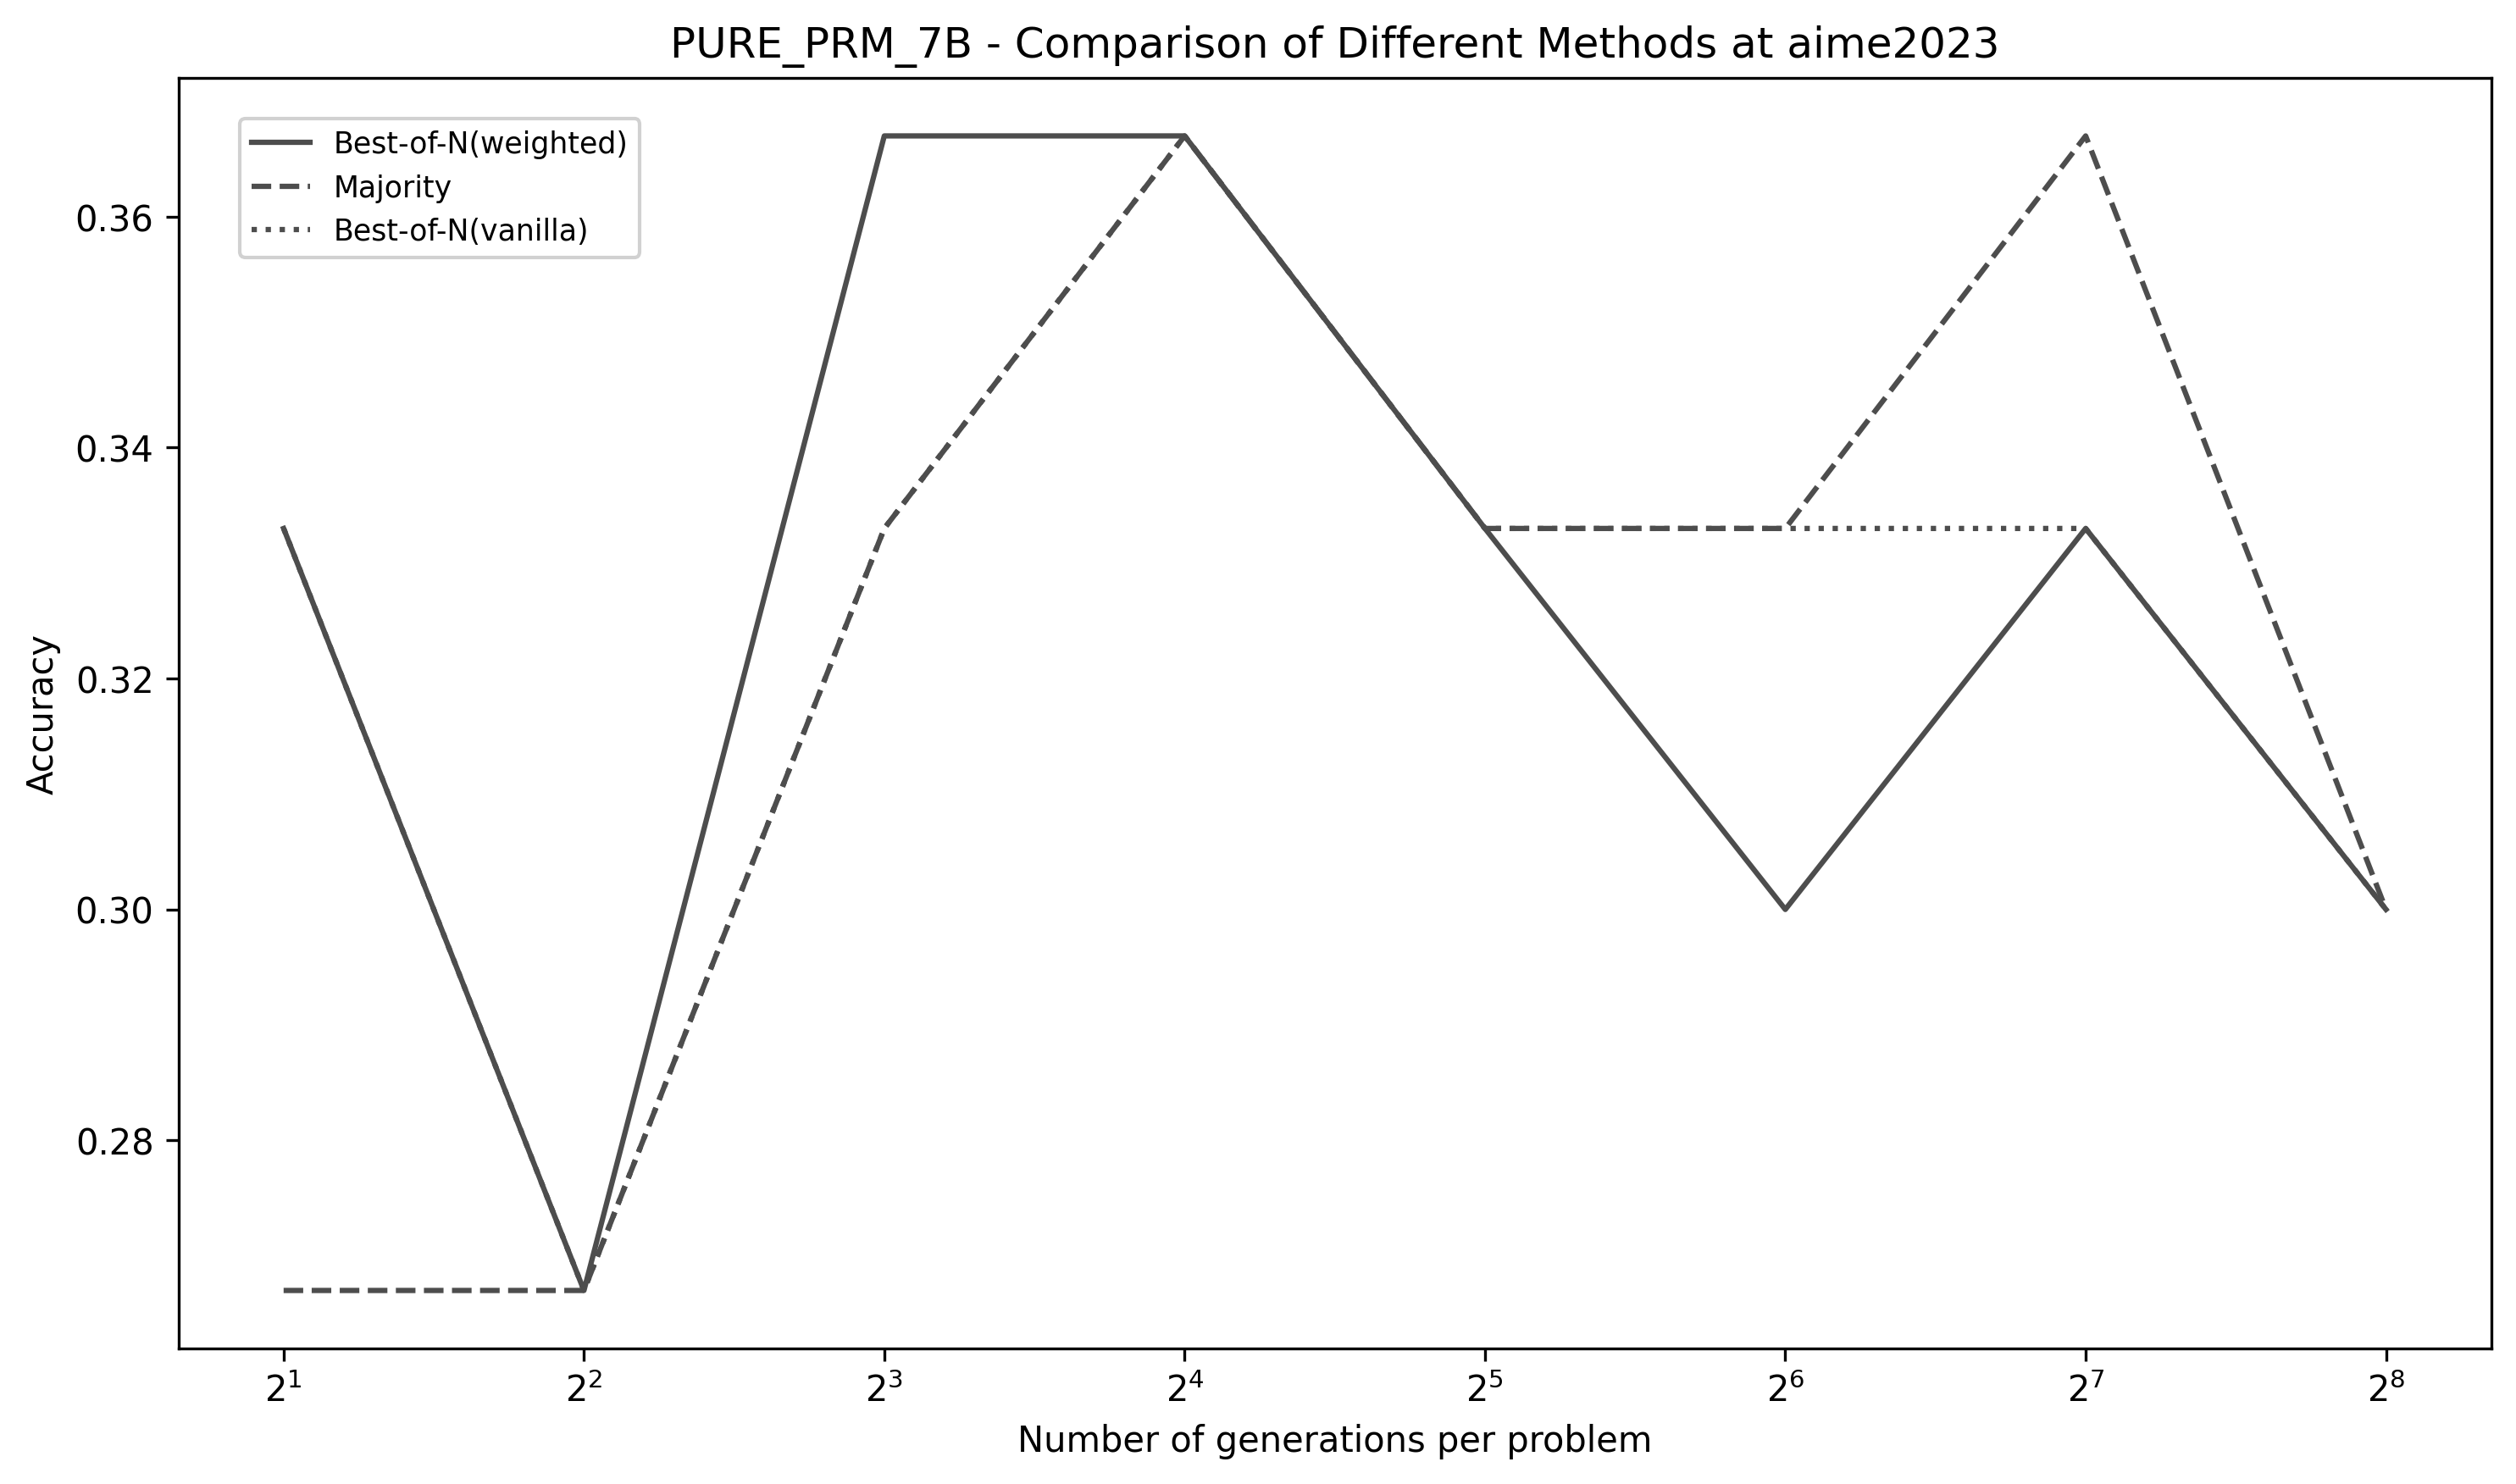 PURE_PRM_7B - Comparison of Different Methods at aime2023
Best-of-N(weighted)
Majority
Best-of-N(vanilla)
0.36
0.34
0.32
0.30
0.28
Accuracy
2¹ 2² 2³ 2⁴ 2⁵ 2⁶ 2⁷ 2⁸
Number of generations per problem